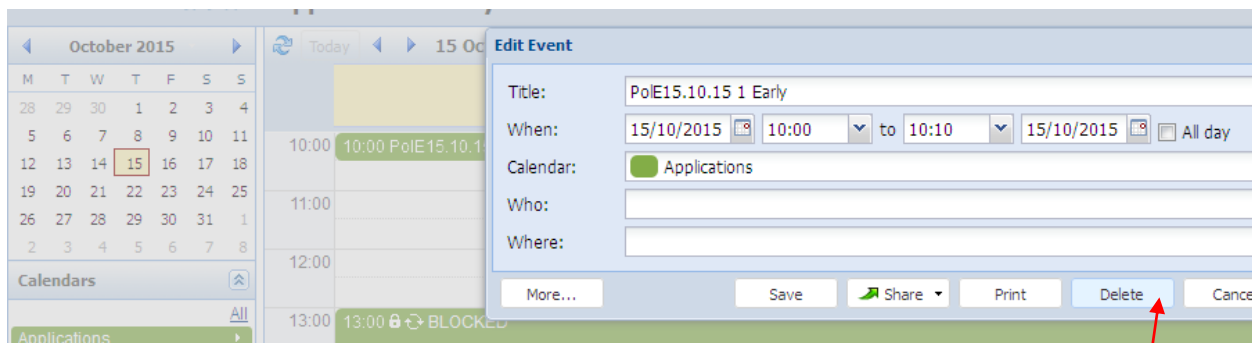 October 2015
M T W T F S S
28 29 30 1 2 3 4
5 6 7 8 9 10 11
12 13 14 15 16 17 18
19 20 21 22 23 24 25
26 27 28 29 30 31 1
2 3 4 5 6 7 8
Calendars
All
Applications
Today 15 Oc
10:00 10:00 PolE15.10.15
11:00
12:00
13:00 13:00 BLOCKED
Edit Event
Title: PolE15.10.15 1 Early
When: 15/10/2015 10:00 to 10:10 15/10/2015 All day
Calendar: Applications
Who:
Where:
More... Save Share Print Delete Cance